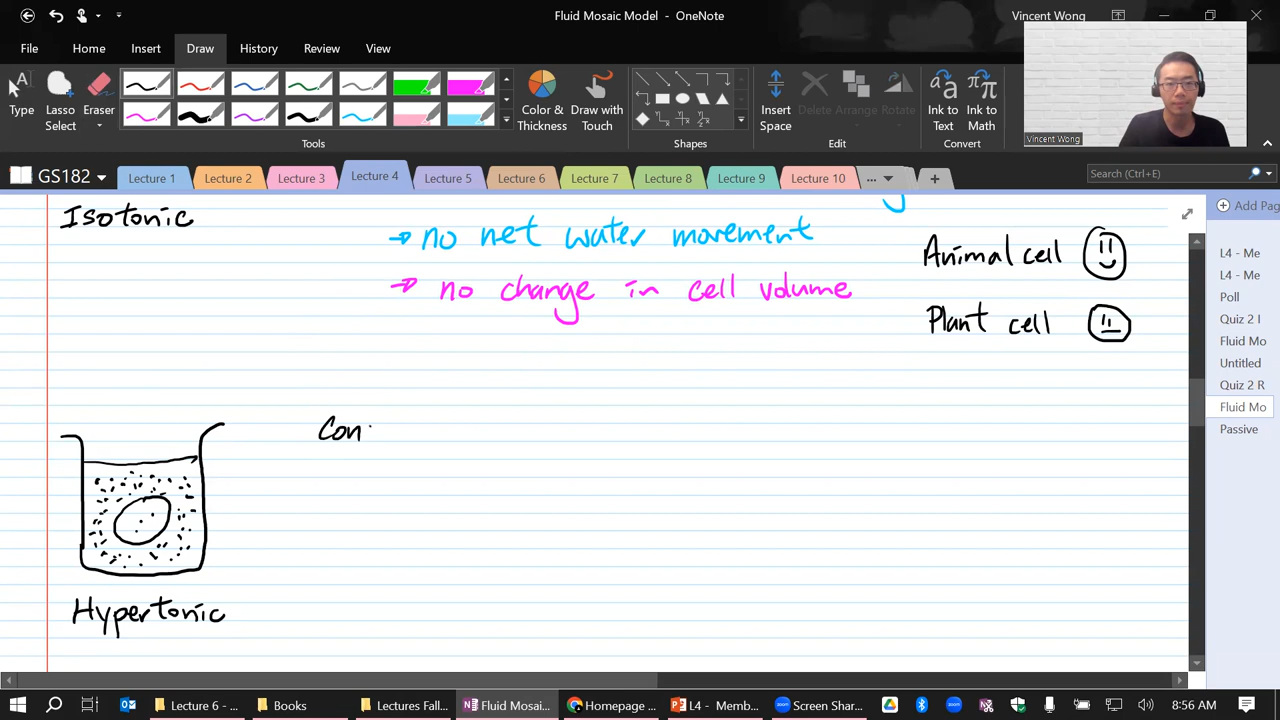 Fluid Mosaic Model - OneNote
Vincent Wong
File Home Insert Draw History Review View
Type
Lasso Select
Eraser
Color & Thickness
Draw with Touch
Insert Space
Delete
Arrange
Rotate
Ink to Text
Ink to Math
Tools
Shapes
Edit
Convert
Vincent Wong
GS182
Lecture 1
Lecture 2
Lecture 3
Lecture 4
Lecture 5
Lecture 6
Lecture 7
Lecture 8
Lecture 9
Lecture 10
...
Search (Ctrl+E)
Add Pag
Isotonic
→ no net water movement
→ no change in cell volume
Animal cell
Plant cell
Con
Hypertonic
L4 - Me
L4 - Me
Poll
Quiz 2 I
Fluid Mo
Untitled
Quiz 2 R
Fluid Mo
Passive
Lecture 6 - ...
Books
Lectures Fall...
Fluid Mosai...
Homepage ...
L4 - Memb...
Screen Shar...
zoom
zoom
8:56 AM